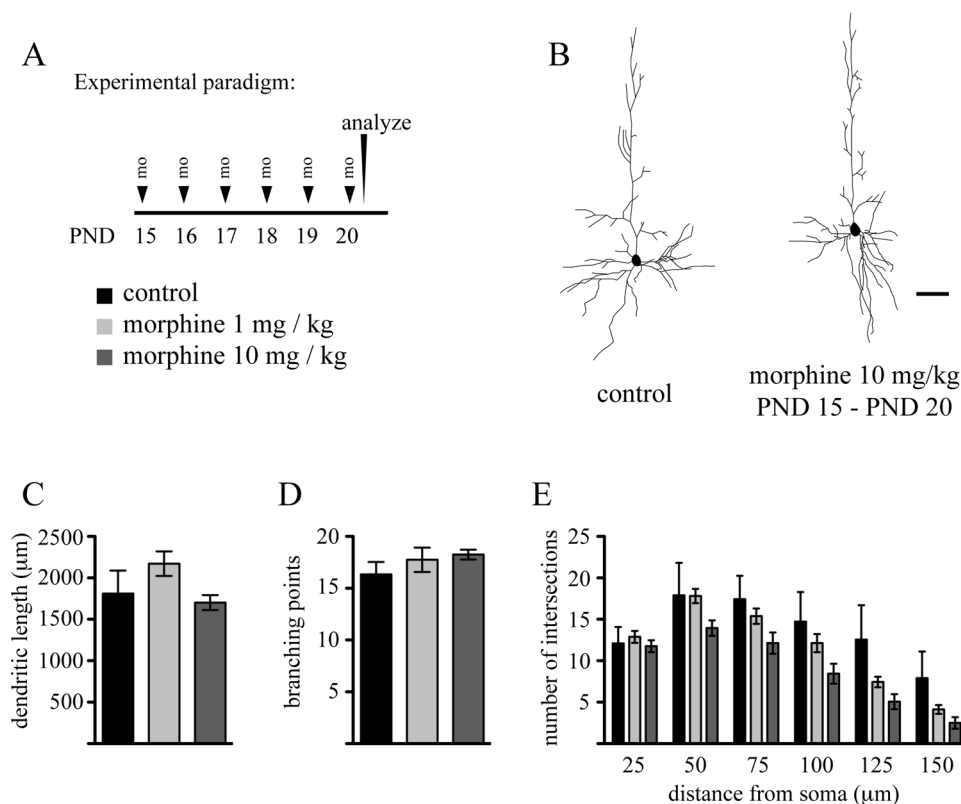 A
Experimental paradigm:
analyze
mo mo mo mo mo mo
PND 15 16 17 18 19 20
control
morphine 1 mg / kg
morphine 10 mg / kg
B
control
morphine 10 mg/kg
PND 15 - PND 20
C
dendritic length (µm)
2500
2000
1500
1000
500
D
branching points
20
15
10
5
E
number of intersections
25
20
15
10
5
25 50 75 100 125 150
distance from soma (µm)